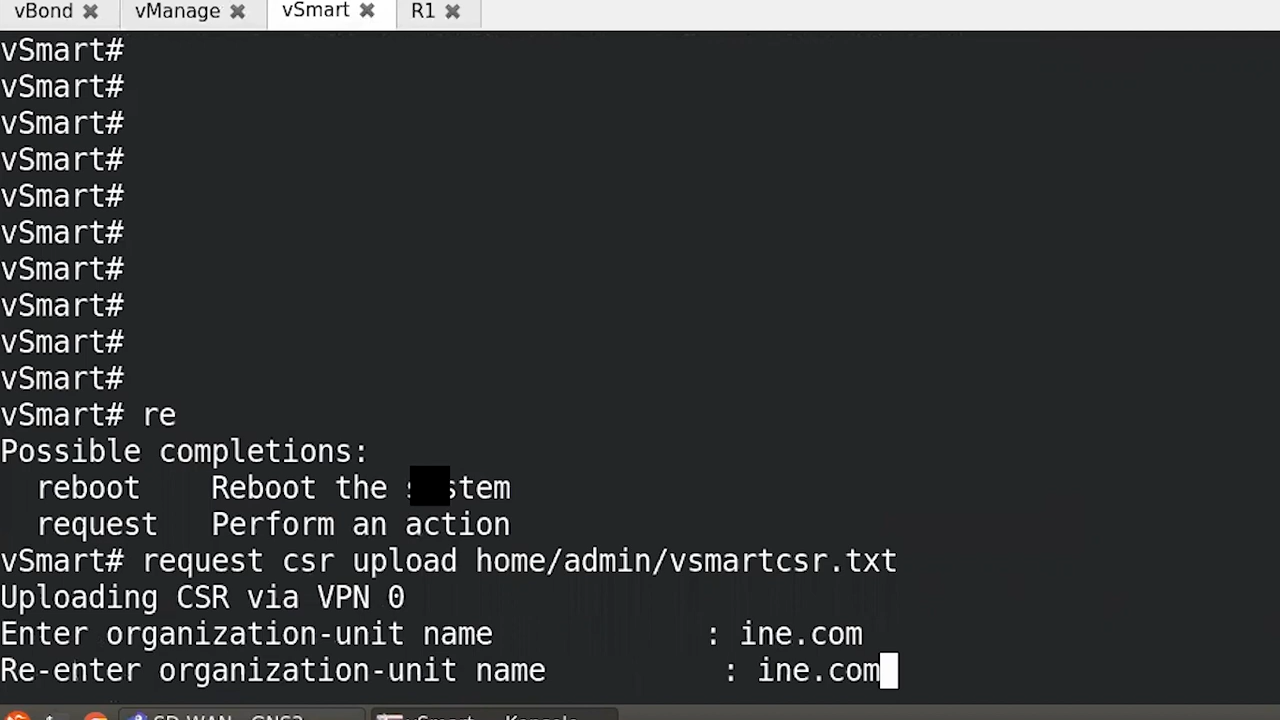 vBond vManage vSmart R1
vSmart#
vSmart#
vSmart#
vSmart#
vSmart#
vSmart#
vSmart#
vSmart#
vSmart#
vSmart#
vSmart# re
Possible completions:
reboot Reboot the
request Perform an action
vSmart# request csr upload home/admin/vsmartcsr.txt
Uploading CSR via VPN 0
Enter organization-unit name : ine.com
Re-enter organization-unit name : ine.com